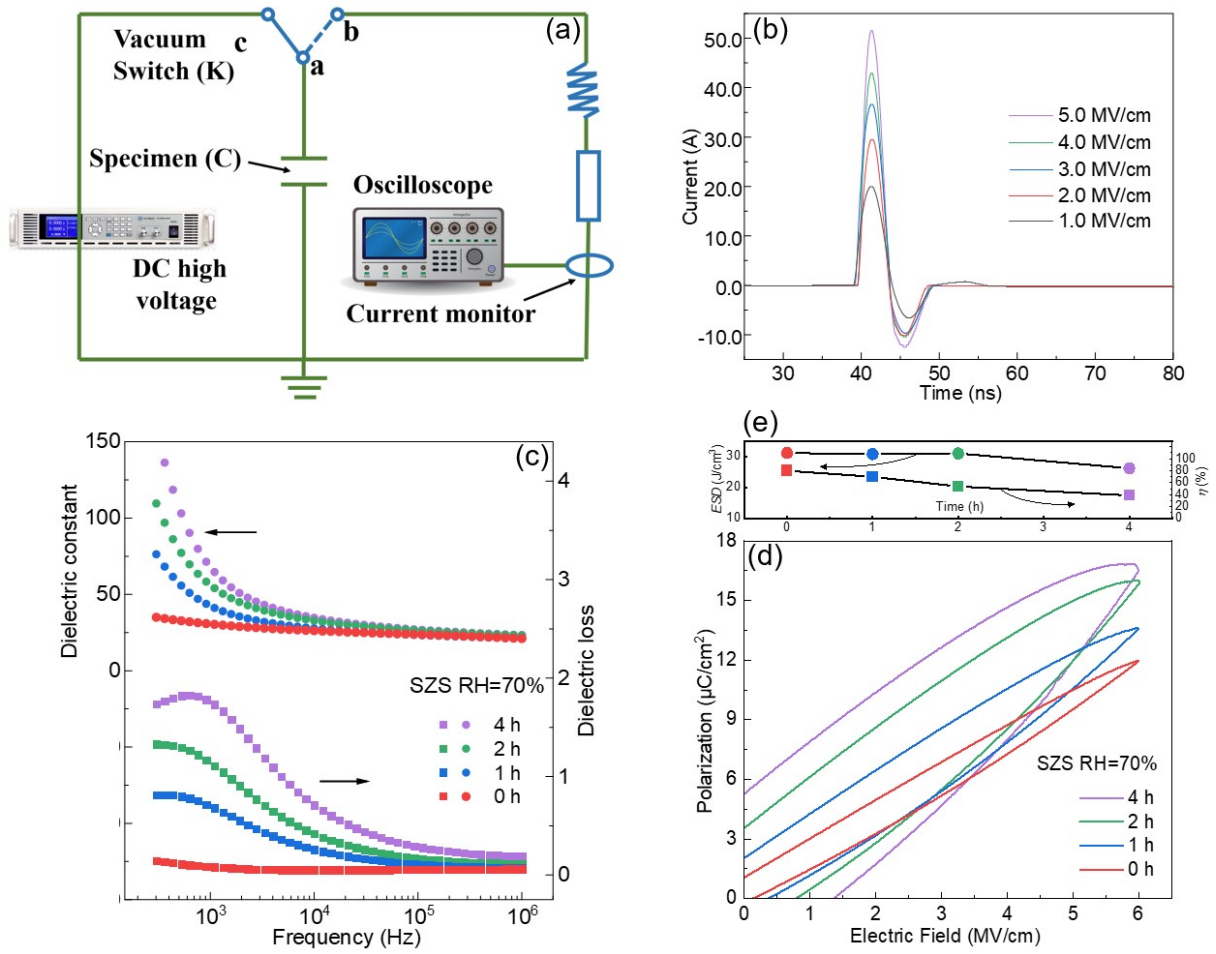 (a)
c
b
a
Vacuum
Switch (K)
Specimen (C)
Oscilloscope
DC high
voltage
Current monitor
(b)
50.0
40.0
30.0
20.0
10.0
0.0
-10.0
Current (A)
5.0 MV/cm
4.0 MV/cm
3.0 MV/cm
2.0 MV/cm
1.0 MV/cm
30
40
50
60
70
80
Time (ns)
(c)
150
100
50
0
Dielectric constant
4
3
2
1
0
Dielectric loss
SZS RH=70%
4 h
2 h
1 h
0 h
10³
10⁴
10⁵
10⁶
Frequency (Hz)
(e)
30
20
10
ESD (J/cm³)
100
80
60
40
20
0
η (%)
Time (h)
0
1
2
3
4
(d)
18
15
12
9
6
3
0
Polarization (μC/cm²)
SZS RH=70%
4 h
2 h
1 h
0 h
0
1
2
3
4
5
6
Electric Field (MV/cm)